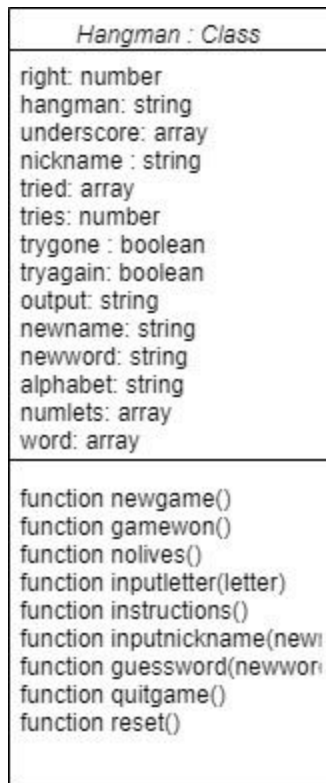 Hangman : Class
right: number
hangman: string
underscore: array
nickname : string
tried: array
tries: number
trygone : boolean
tryagain: boolean
output: string
newname: string
newword: string
alphabet: string
numlets: array
word: array
function newgame()
function gamewon()
function nolives()
function inputletter(letter)
function instructions()
function inputnickname(new
function guessword(newwor
function quitgame()
function reset()